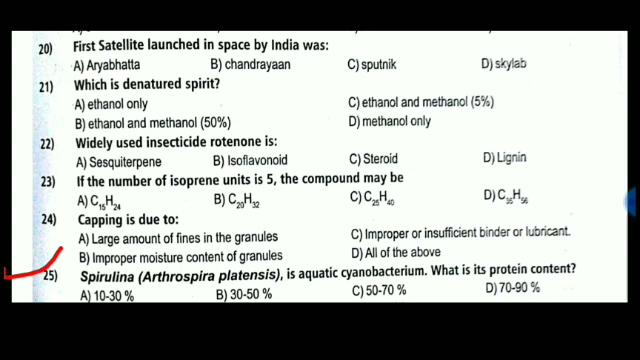 20) First Satellite launched in space by India was:
A) Aryabhatta B) chandrayaan C) sputnik D) skylab
21) Which is denatured spirit?
A) ethanol only C) ethanol and methanol (5%)
B) ethanol and methanol (50%) D) methanol only
22) Widely used insecticide rotenone is:
A) Sesquiterpene B) Isoflavonoid C) Steroid D) Lignin
23) If the number of isoprene units is 5, the compound may be
A) C₁₅H₂₄ B) C₂₀H₃₂ C) C₂₅H₄₀ D) C₃₅H₅₆
24) Capping is due to:
A) Large amount of fines in the granules C) Improper or insufficient binder or lubricant.
B) Improper moisture content of granules D) All of the above
25) Spirulina (Arthrospira platensis), is aquatic cyanobacterium. What is its protein content?
A) 10-30 % B) 30-50 % C) 50-70 % D) 70-90 %